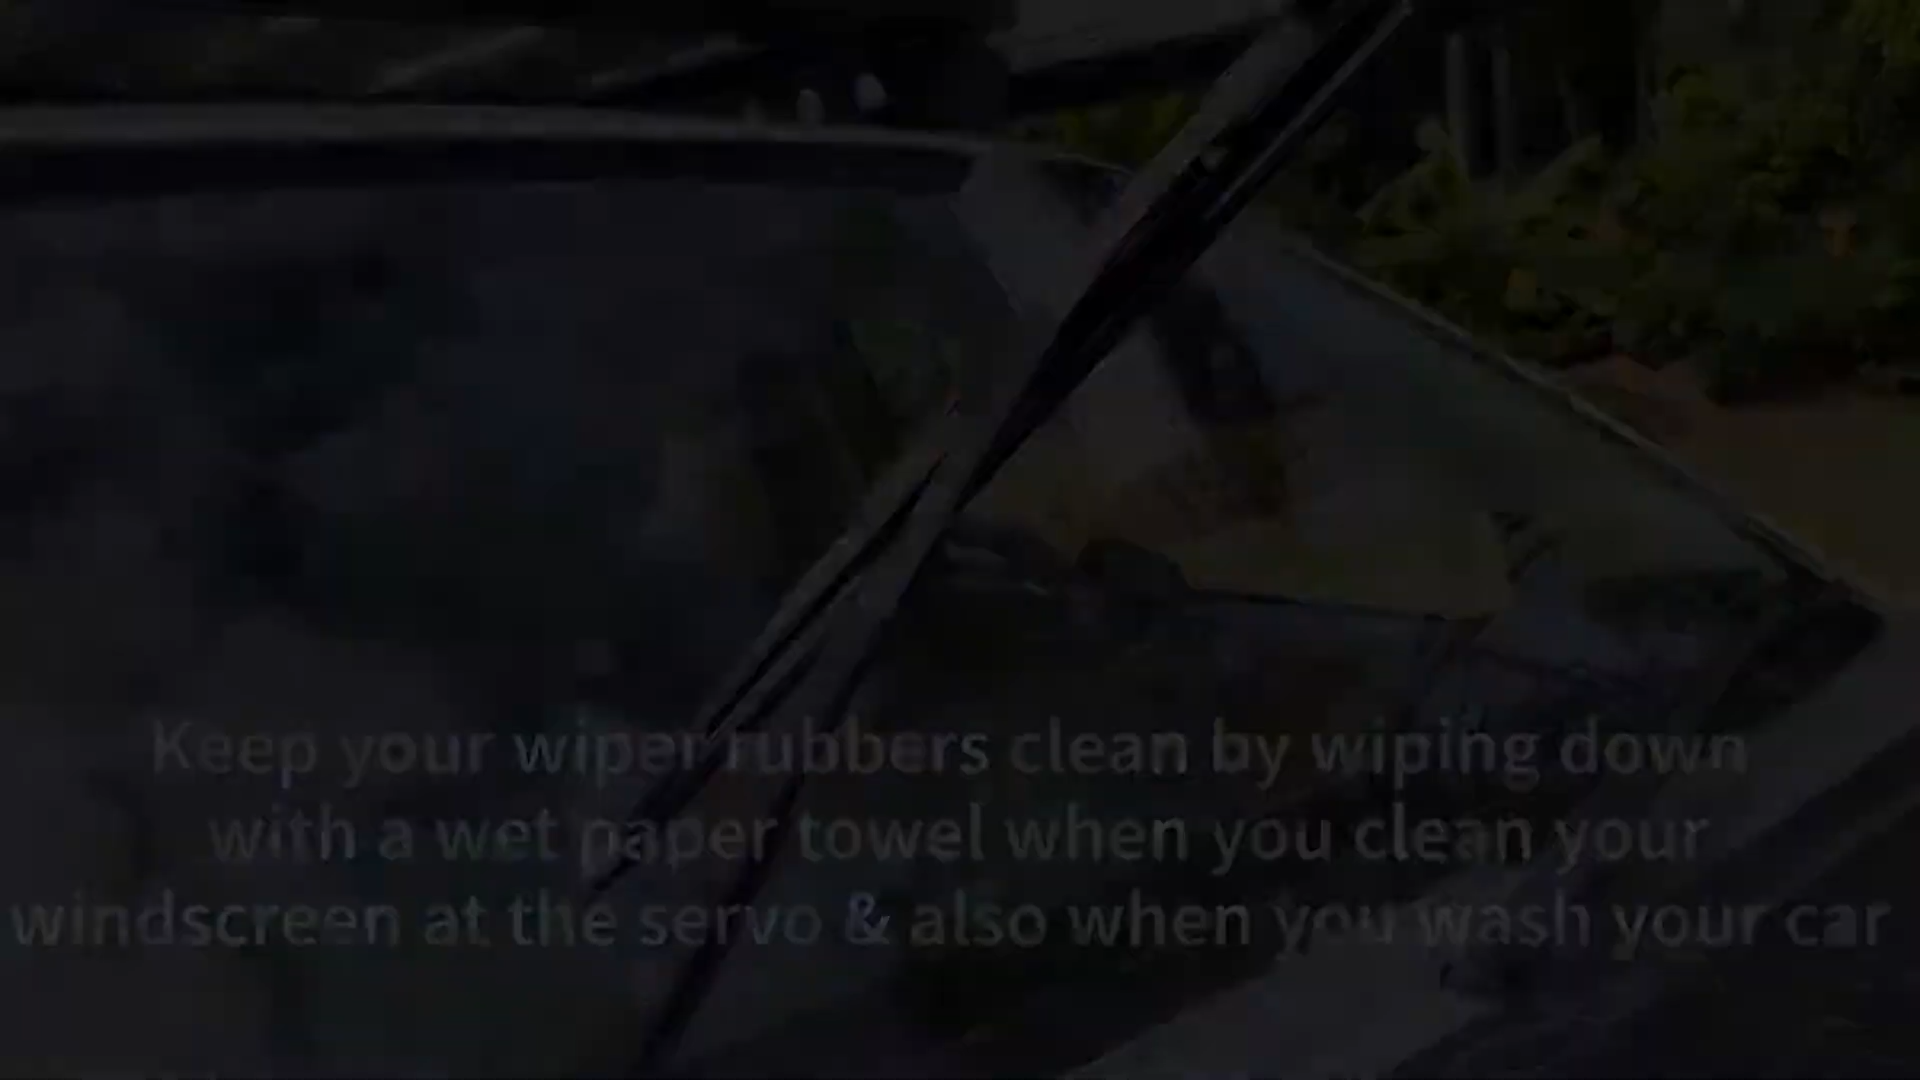 Keep your wiper rubbers clean by wiping down
with a wet paper towel when you clean your
windscreen at the servo & also when you wash your car